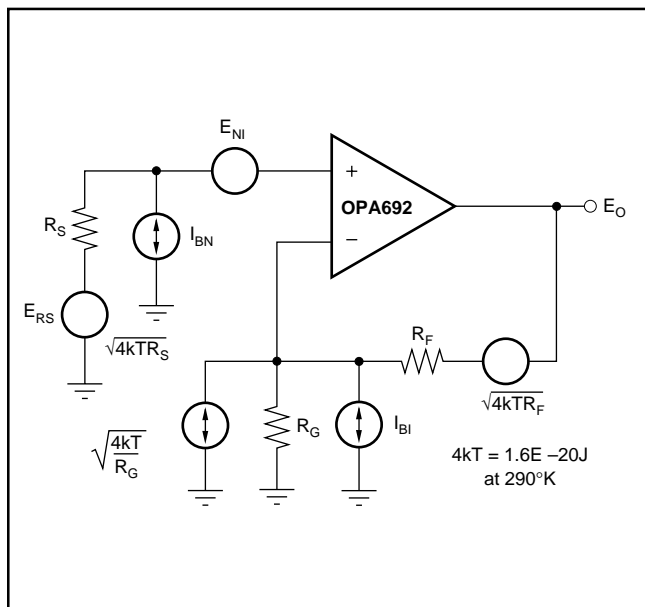 E_NI
+
OPA692
−
E_O
R_S
I_BN
E_RS
√4kTR_S
R_F
√4kTR_F
√4kT/R_G
R_G
I_BI
4kT = 1.6E –20J
at 290°K